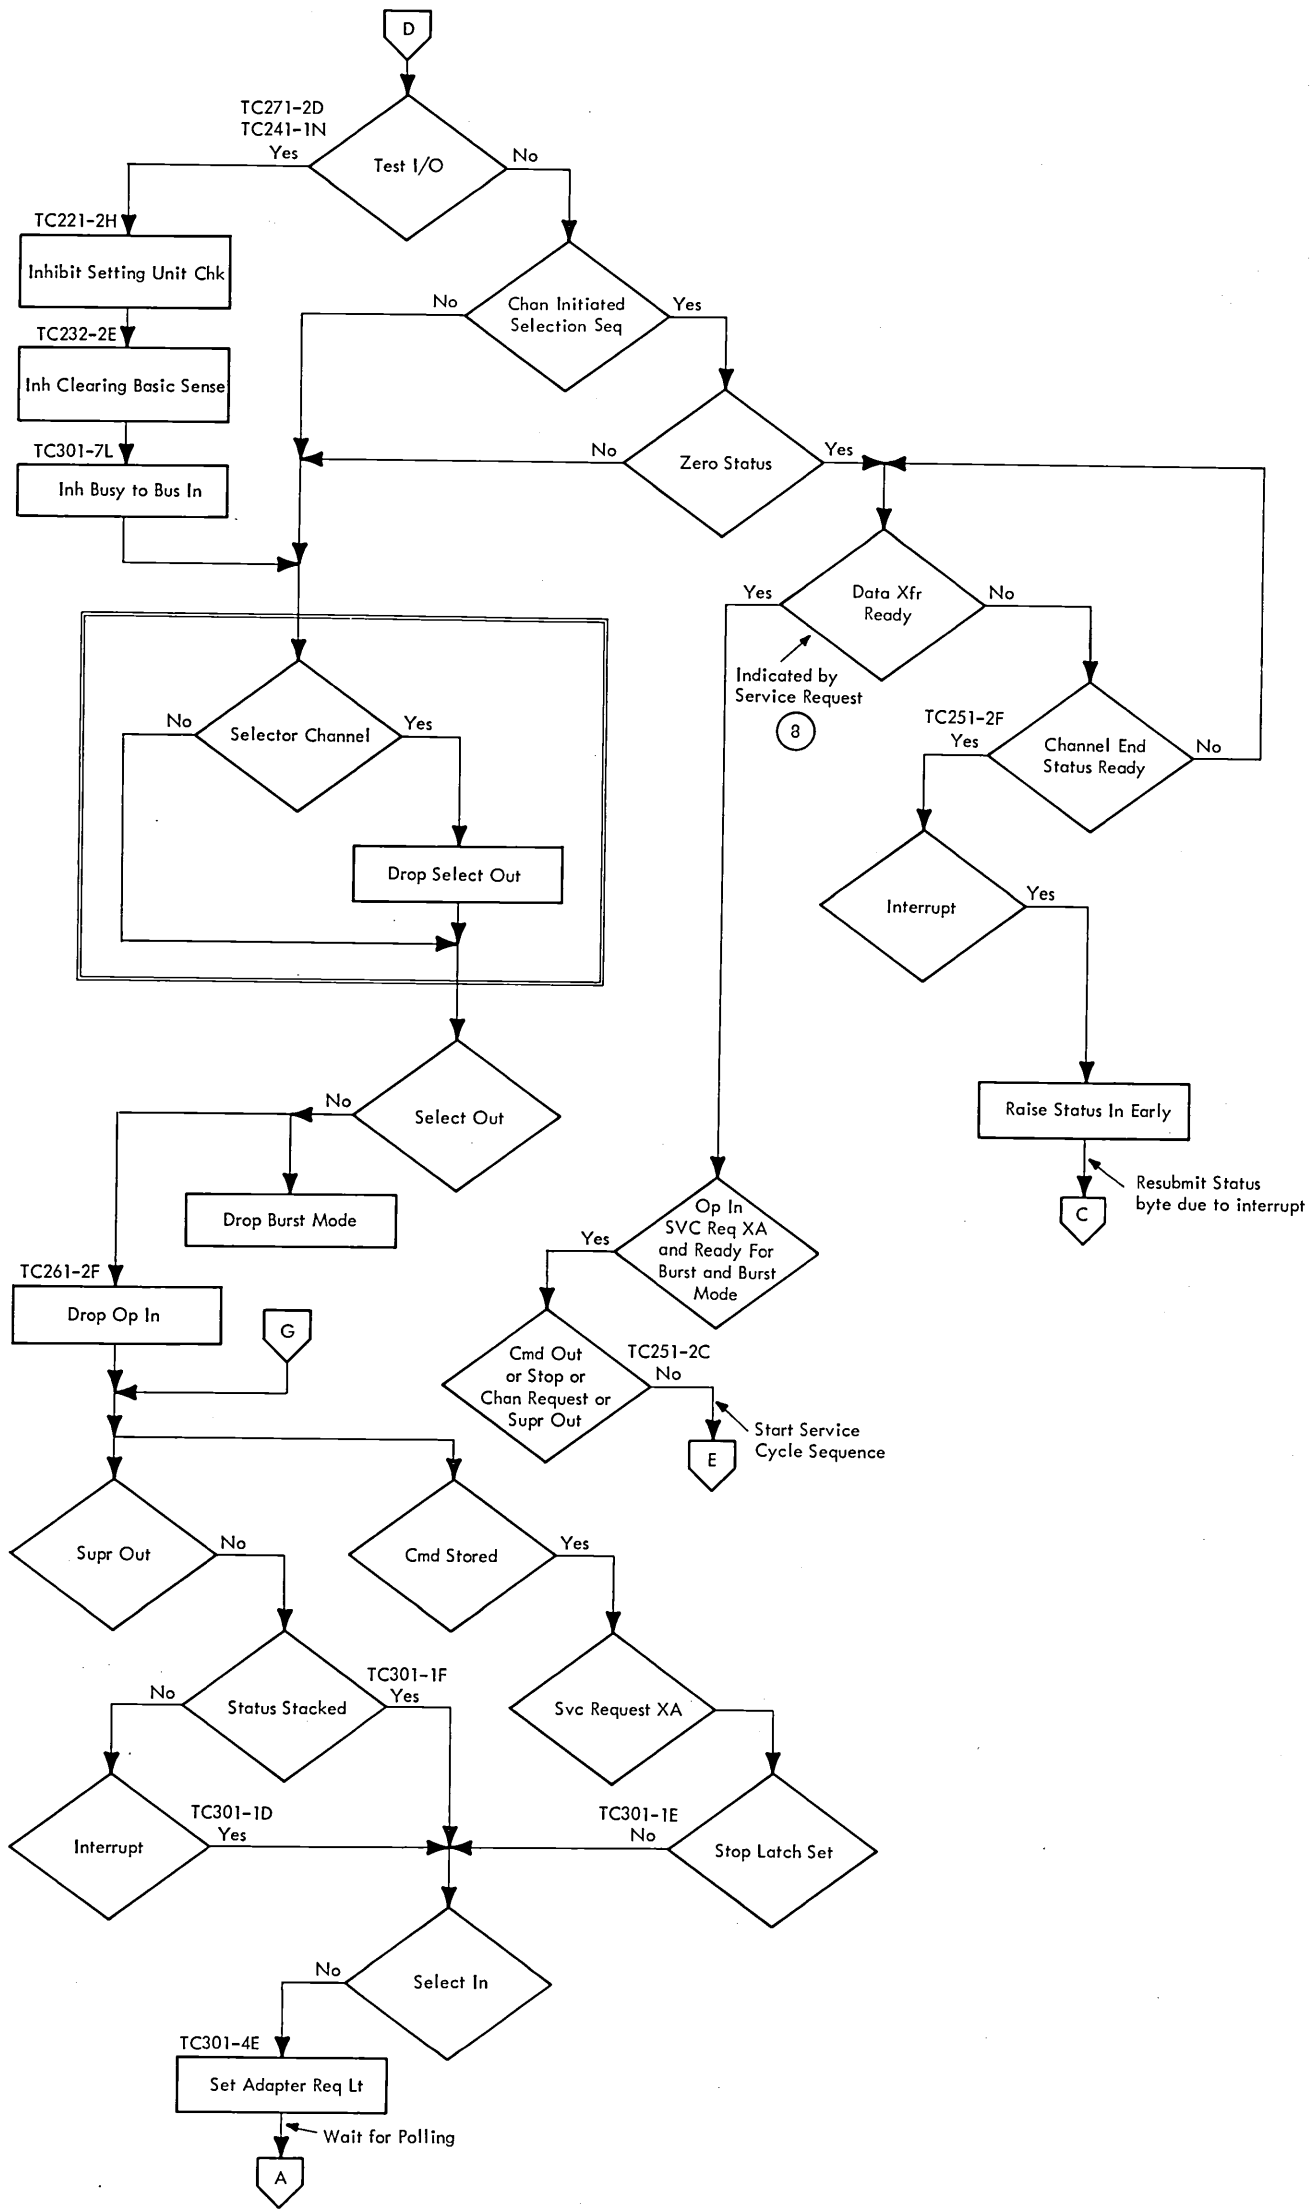 D
TC271-2D
TC241-1N
Yes
Test I/O
No
TC221-2H
Inhibit Setting Unit Chk
No
Chan Initiated
Selection Seq
Yes
TC232-2E
Inh Clearing Basic Sense
TC301-7L
Inh Busy to Bus In
No
Zero Status
Yes
Yes
Data Xfr
Ready
No
Indicated by
Service Request
8
No
Selector Channel
Yes
TC251-2F
Yes
Channel End
Status Ready
No
Drop Select Out
Interrupt
Yes
No
Select Out
Raise Status In Early
Resubmit Status
byte due to interrupt
C
Drop Burst Mode
Yes
Op In
SVC Req XA
and Ready For
Burst and Burst
Mode
TC261-2F
Drop Op In
G
Cmd Out
or Stop or
Chan Request or
Supr Out
TC251-2C
No
Start Service
Cycle Sequence
E
Supr Out
No
Cmd Stored
Yes
No
Status Stacked
TC301-1F
Yes
Svc Request XA
Interrupt
TC301-1D
Yes
TC301-1E
No
Stop Latch Set
No
Select In
TC301-4E
Set Adapter Req Lt
Wait for Polling
A